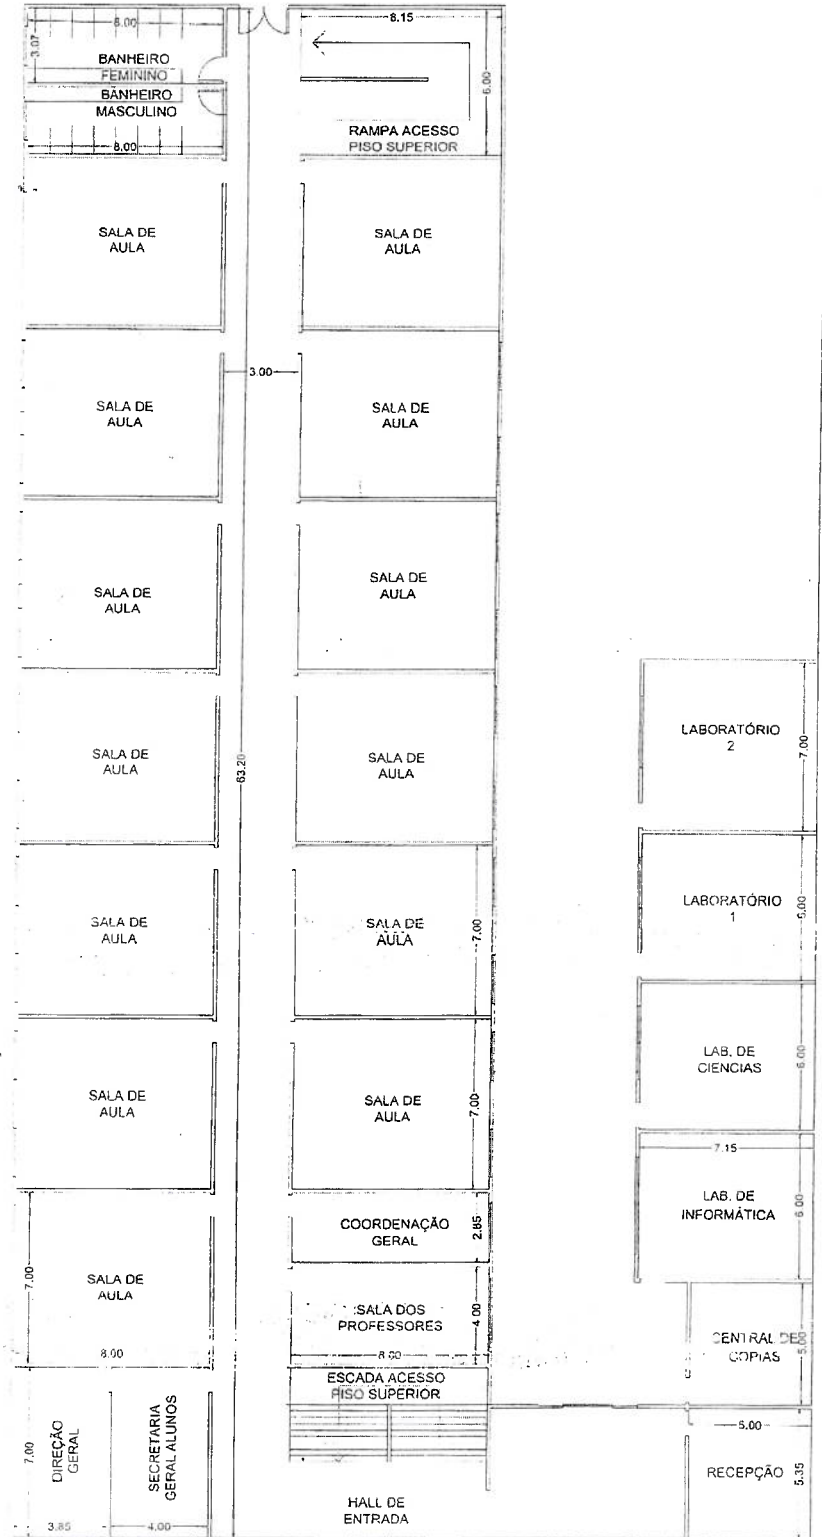 8.00
8.15
3.07
BANHEIRO
FEMININO
BANHEIRO
MASCULINO
8.00
6.00
RAMPA ACESSO
PISO SUPERIOR
SALA DE
AULA
SALA DE
AULA
3.00
SALA DE
AULA
SALA DE
AULA
SALA DE
AULA
SALA DE
AULA
SALA DE
AULA
63.20
SALA DE
AULA
LABORATÓRIO
2
7.00
SALA DE
AULA
SALA DE
AULA
7.00
LABORATÓRIO
1
6.00
SALA DE
AULA
SALA DE
AULA
7.00
LAB. DE
CIENCIAS
6.00
7.15
LAB. DE
INFORMÁTICA
6.00
COORDENAÇÃO
GERAL
2.85
7.00
SALA DE
AULA
8.00
SALA DOS
PROFESSORES
4.00
8.00
CENTRAL DE
COPIAS
5.00
ESCADA ACESSO
PISO SUPERIOR
7.00
DIREÇÃO
GERAL
3.85
SECRETARIA
GERAL ALUNOS
4.00
5.00
RECEPÇÃO
5.35
HALL DE
ENTRADA